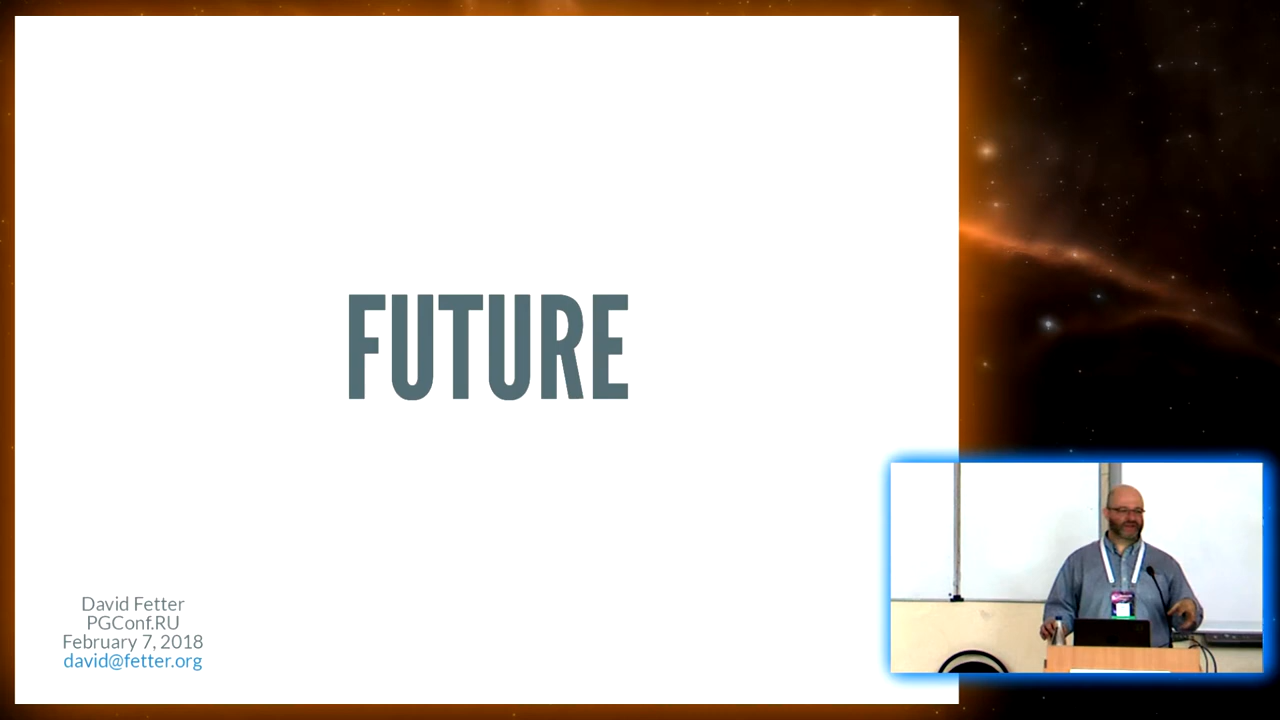 FUTURE
David Fetter
PGConf.RU
February 7, 2018
david@fetter.org